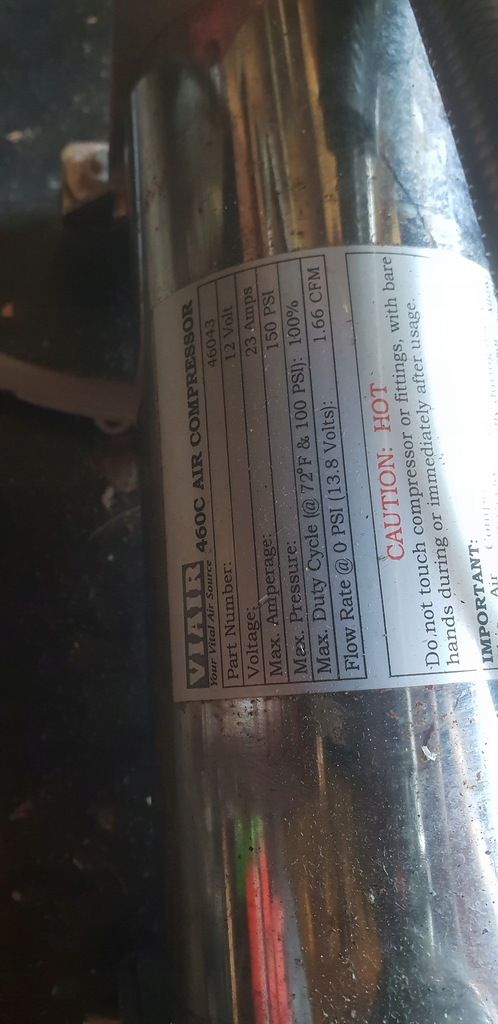 VIAIR 460C AIR COMPRESSOR
Your Vital Air Source
Part Number: 46043
Voltage: 12 Volt
Max. Amperage: 23 Amps
Max. Pressure: 150 PSI
Max. Duty Cycle (@ 72°F & 100 PSI): 100%
Flow Rate @ 0 PSI (13.8 Volts): 1.66 CFM
CAUTION: HOT
Do not touch compressor or fittings, with bare
hands during or immediately after usage.
IMPORTANT:
Air